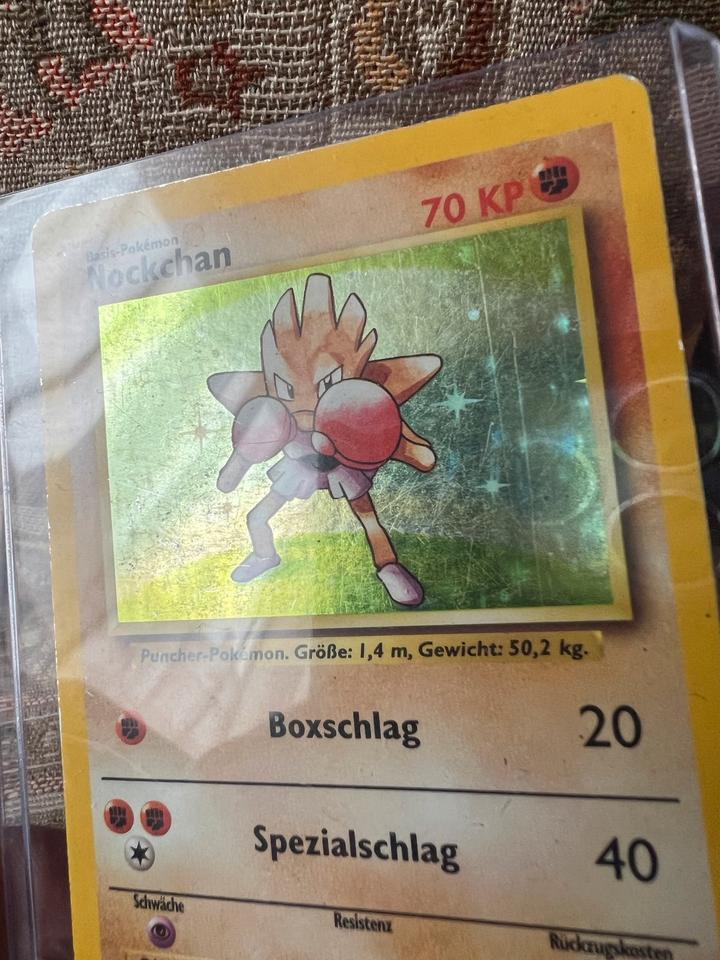 Basis-Pokémon
Nockchan
70 KP
Puncher-Pokémon. Größe: 1,4 m, Gewicht: 50,2 kg.
Boxschlag 20
Spezialschlag 40
Schwäche Resistenz Rückzugskosten